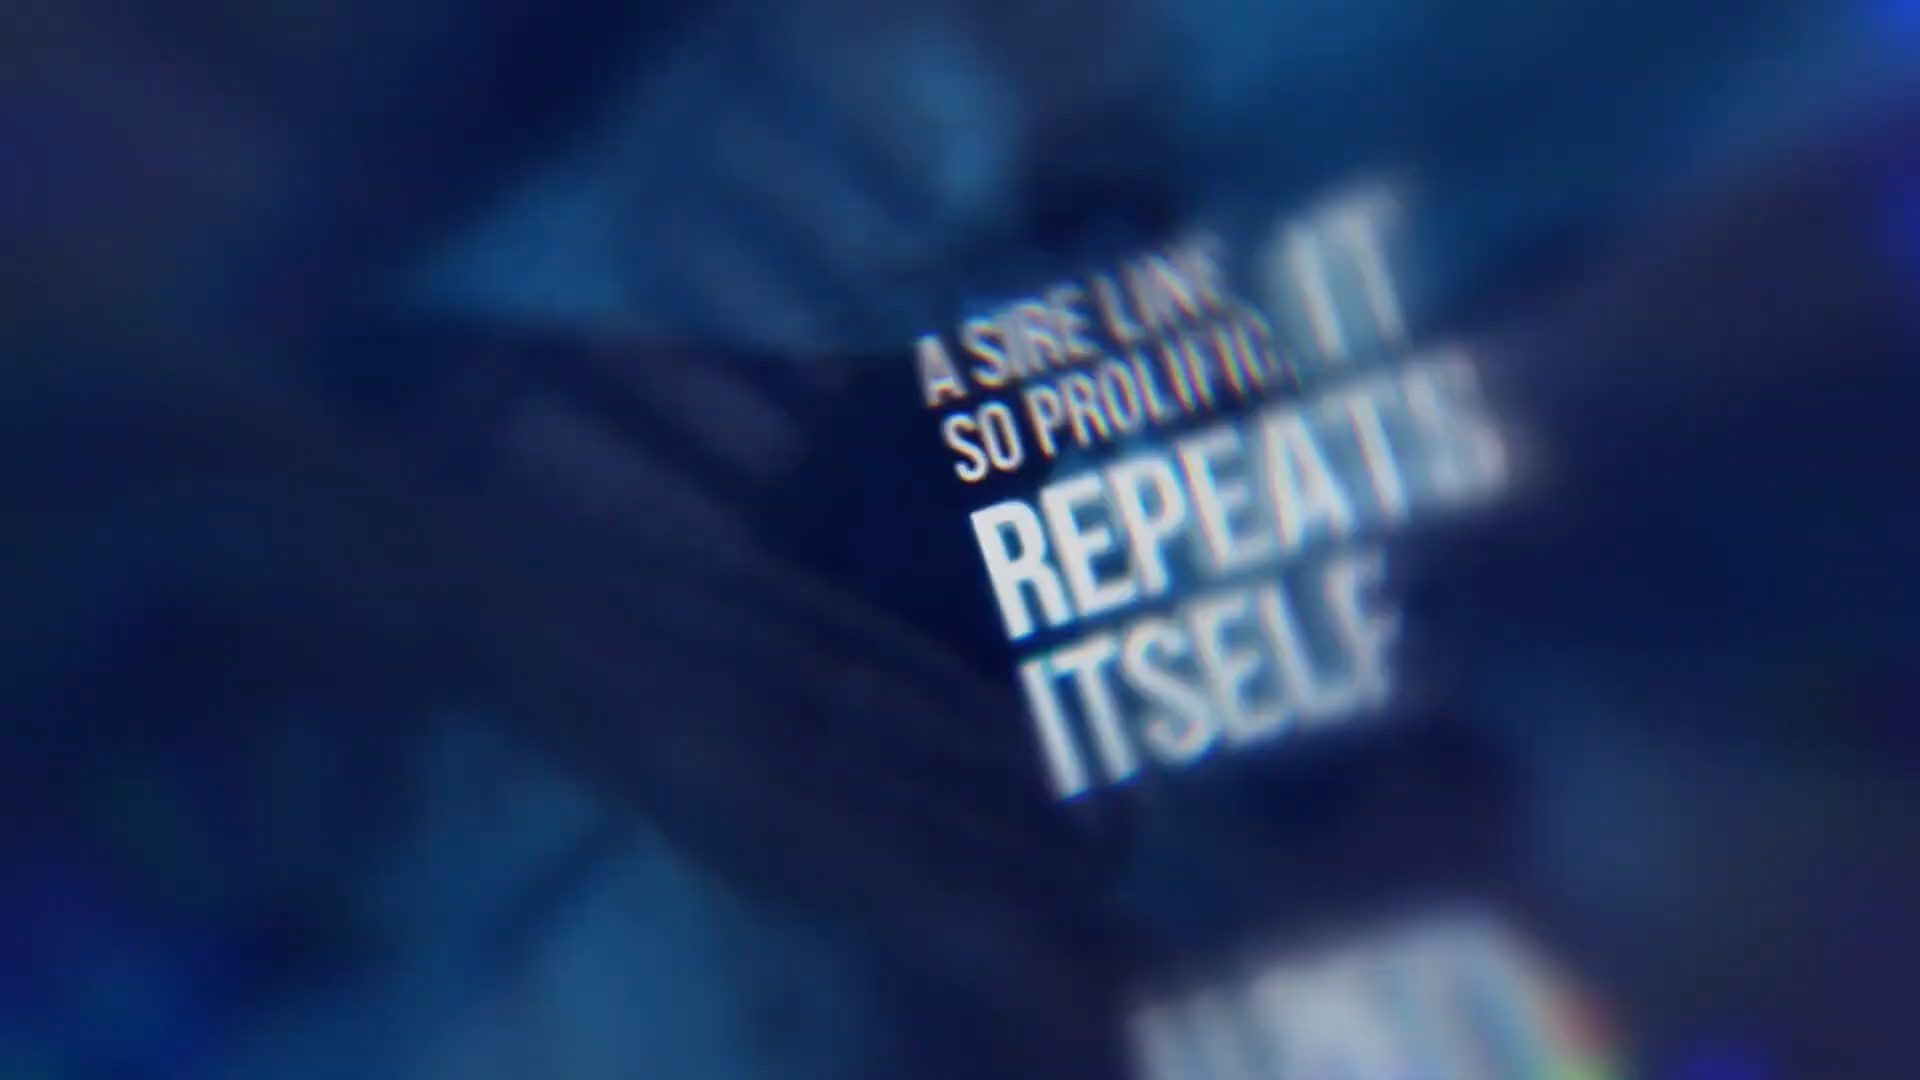 A SIRE LINE
SO PROLIFIC, IT
REPEATS
ITSELF